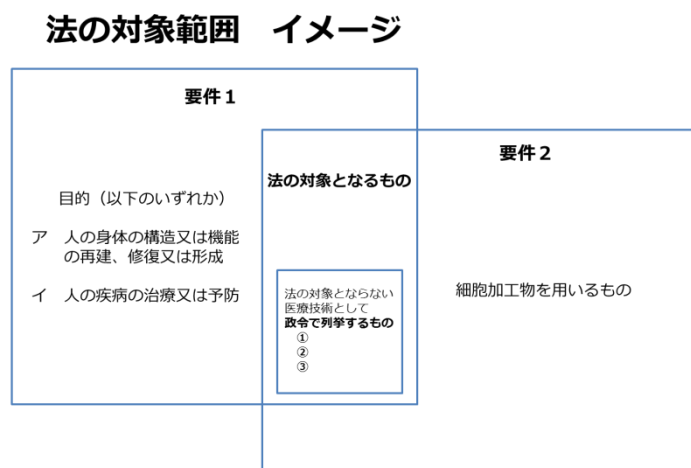 法の対象範囲　イメージ
要件１
要件２
法の対象となるもの
目的（以下のいずれか）
ア　人の身体の構造又は機能
の再建、修復又は形成
イ　人の疾病の治療又は予防
法の対象とならない
医療技術として
政令で列挙するもの
①
②
③
細胞加工物を用いるもの